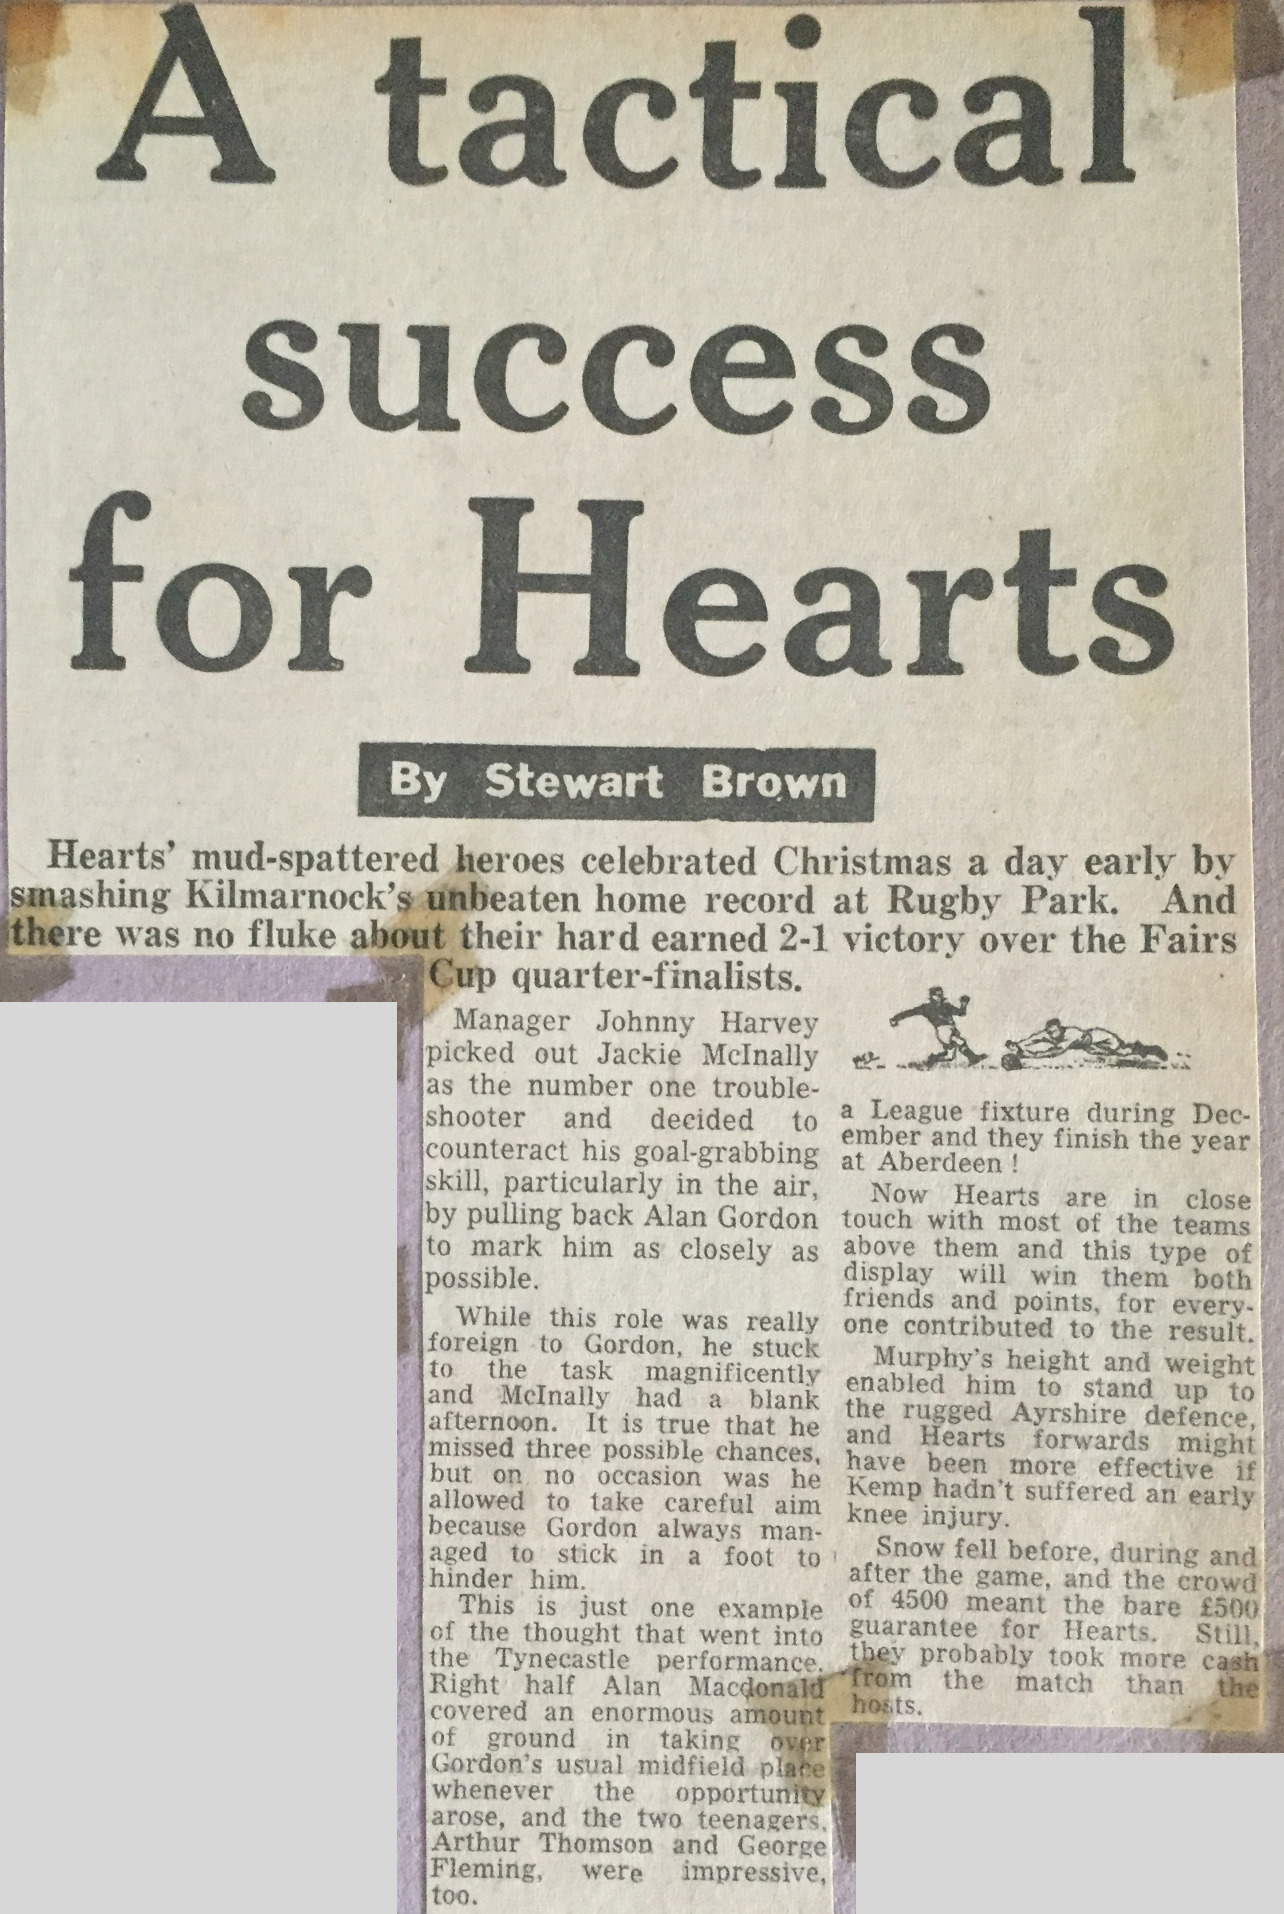 A tactical
success
for Hearts
By Stewart Brown
Hearts' mud-spattered heroes celebrated Christmas a day early by
smashing Kilmarnock's unbeaten home record at Rugby Park. And
there was no fluke about their hard earned 2-1 victory over the Fairs
Cup quarter-finalists.
Manager Johnny Harvey
picked out Jackie McInally
as the number one trouble-
shooter and decided to
counteract his goal-grabbing
skill, particularly in the air,
by pulling back Alan Gordon
to mark him as closely as
possible.
While this role was really
foreign to Gordon, he stuck
to the task magnificently
and McInally had a blank
afternoon. It is true that he
missed three possible chances,
but on no occasion was he
allowed to take careful aim
because Gordon always man-
aged to stick in a foot to
hinder him.
This is just one example
of the thought that went into
the Tynecastle performance.
Right half Alan Macdonald
covered an enormous amount
of ground in taking over
Gordon's usual midfield place
whenever the opportunity
arose, and the two teenagers,
Arthur Thomson and George
Fleming, were impressive,
too.
a League fixture during Dec-
ember and they finish the year
at Aberdeen !
Now Hearts are in close
touch with most of the teams
above them and this type of
display will win them both
friends and points, for every-
one contributed to the result.
Murphy's height and weight
enabled him to stand up to
the rugged Ayrshire defence,
and Hearts forwards might
have been more effective if
Kemp hadn't suffered an early
knee injury.
Snow fell before, during and
after the game, and the crowd
of 4500 meant the bare £500
guarantee for Hearts. Still,
they probably took more cash
from the match than the
hosts.